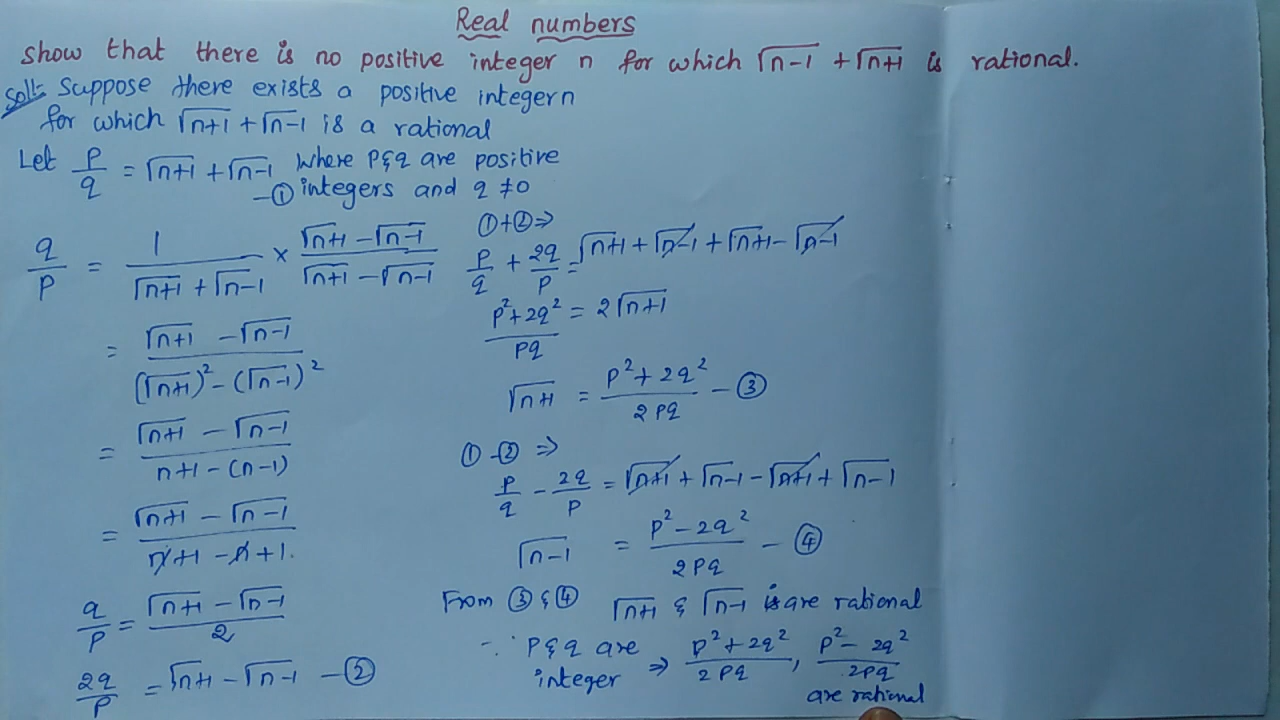 Real numbers
show that there is no positive integer n for which √n-1 + √n+1 is rational.
Sol:- Suppose there exists a positive integer n
for which √n+1 + √n-1 is a rational
Let p/q = √n+1 + √n-1 where p & q are positive
-① integers and q ≠ 0
q/p = 1/(√n+1 + √n-1) × (√n+1 - √n-1)/(√n+1 - √n-1)
= (√n+1 - √n-1)/((√n+1)² - (√n-1)²)
= (√n+1 - √n-1)/(n+1-(n-1))
= (√n+1 - √n-1)/(n+1-n+1.)
q/p = (√n+1 - √n-1)/2
2q/p = √n+1 - √n-1 -②
①+②⇒
p/q + 2q/p = √n+1 + √n-1 + √n+1 - √n-1
(p²+2q²)/pq = 2√n+1
√n+1 = (p²+2q²)/2pq -③
①-② ⇒
p/q - 2q/p = √n+1 + √n-1 - √n+1 + √n-1
√n-1 = (p²-2q²)/2pq -④
From ③ & ④ √n+1 & √n-1 is are rational
∵ p & q are integer ⇒ (p²+2q²)/2pq, (p²-2q²)/2pq
are rational